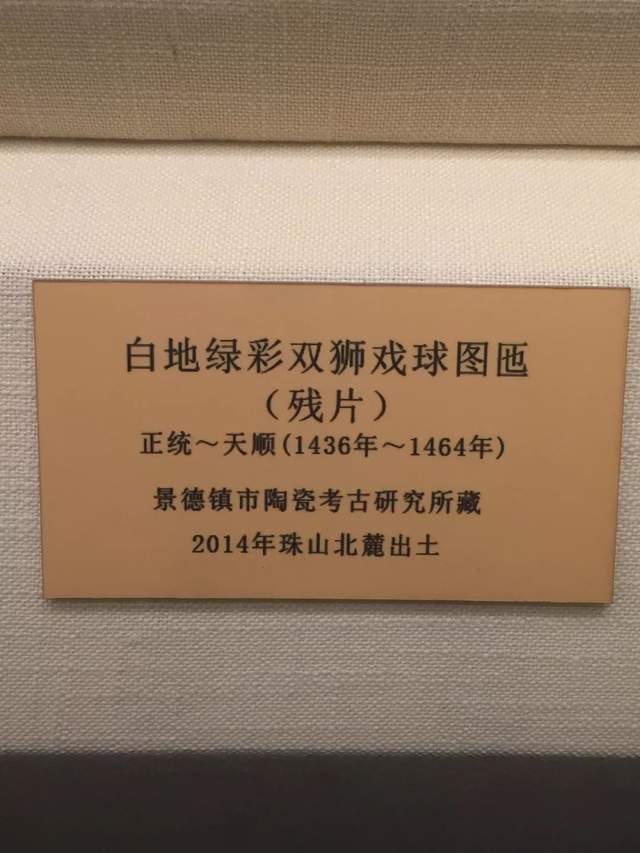 白地绿彩双狮戏球图匜
（残片）
正统～天顺(1436年～1464年)
景德镇市陶瓷考古研究所藏
2014年珠山北麓出土